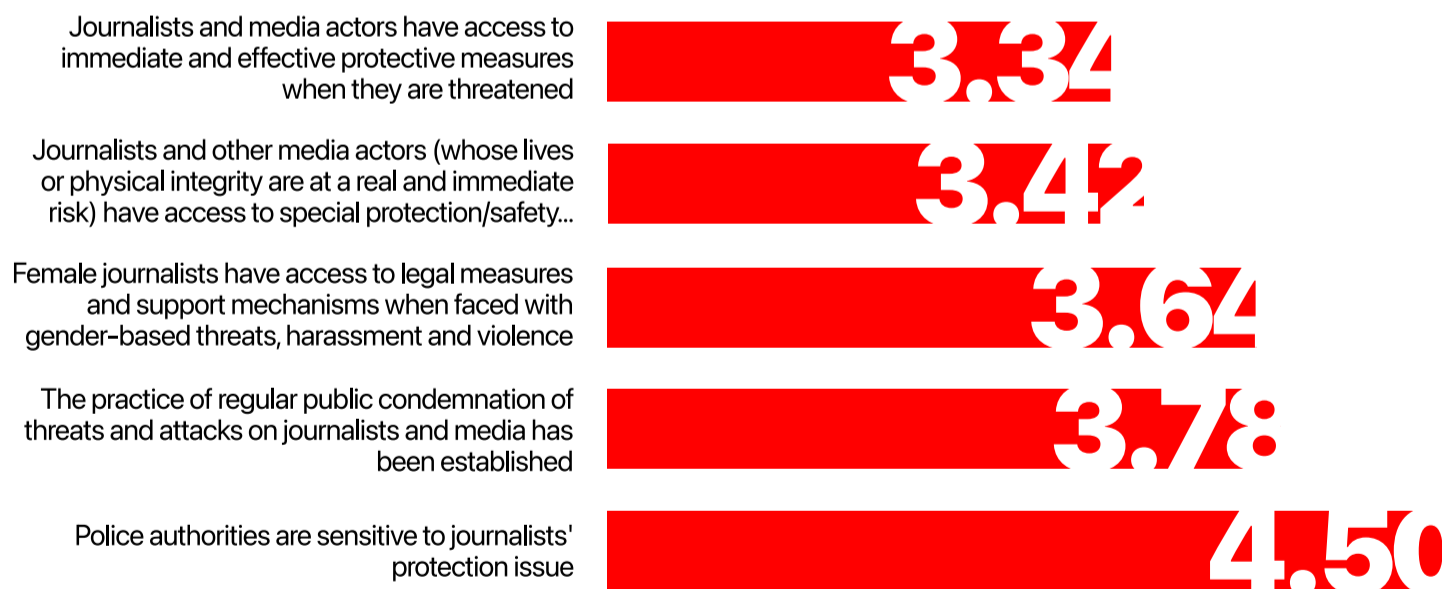 Journalists and media actors have access to
immediate and effective protective measures
when they are threatened
3.34
Journalists and other media actors (whose lives
or physical integrity are at a real and immediate
risk) have access to special protection/safety...
3.42
Female journalists have access to legal measures
and support mechanisms when faced with
gender-based threats, harassment and violence
3.64
The practice of regular public condemnation of
threats and attacks on journalists and media has
been established
3.78
Police authorities are sensitive to journalists'
protection issue
4.50